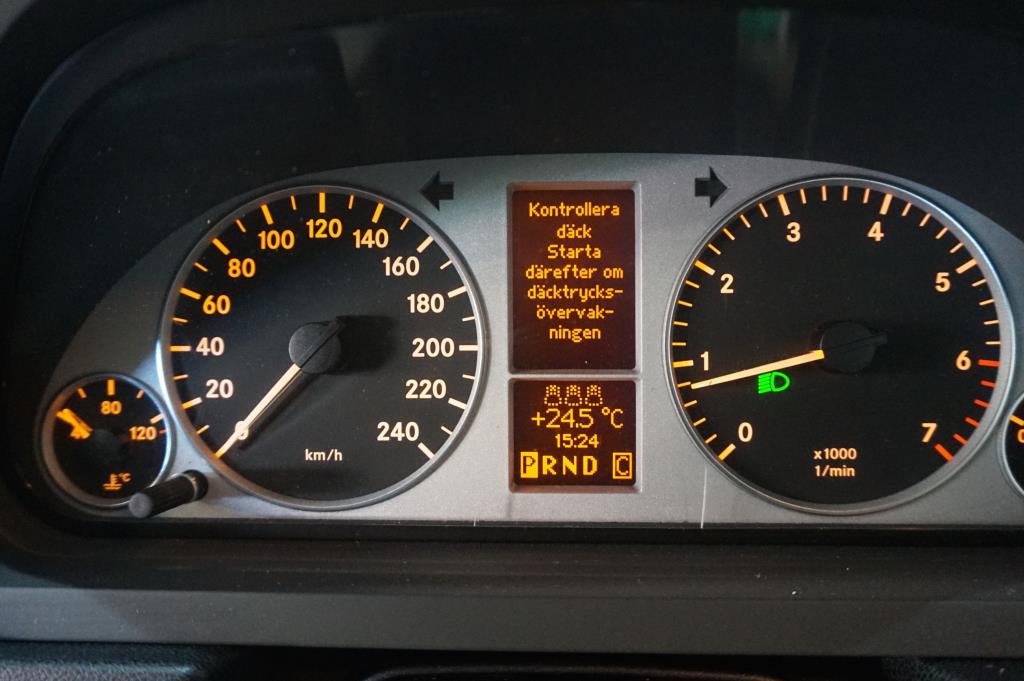 Kontrollera
däck
Starta
därefter om
däcktrycks-
övervak-
ningen
+24.5 °C
15:24
PRND C
0
20
40
60
80
100
120
140
160
180
200
220
240
km/h
80
120
°C
0
1
2
3
4
5
6
7
x1000
1/min